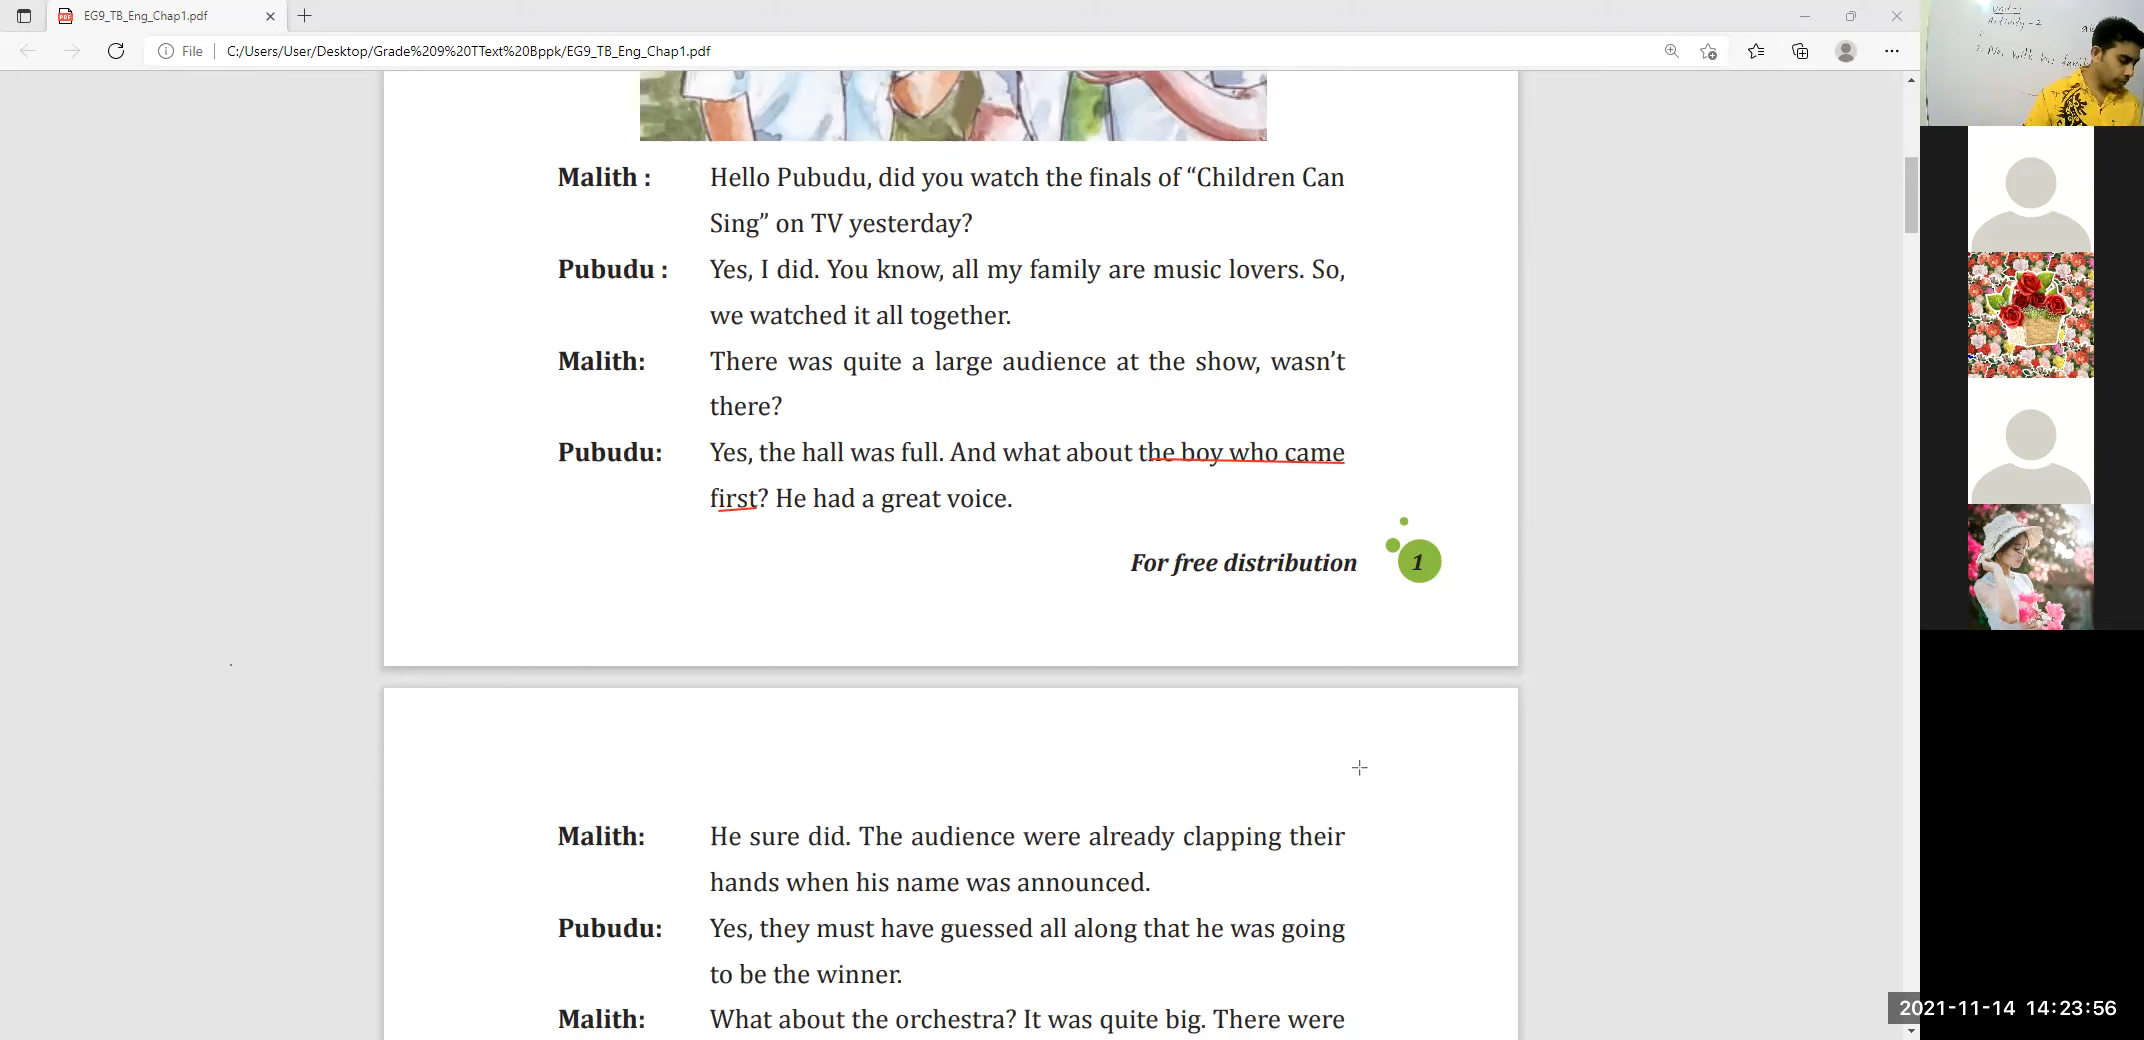 EG9_TB_Eng_Chap1.pdf
File
C:/Users/User/Desktop/Grade%209%20TText%20Bppk/EG9_TB_Eng_Chap1.pdf
Unit-1
Activity - 2
Malith : Hello Pubudu, did you watch the finals of “Children Can
Sing” on TV yesterday?
Pubudu : Yes, I did. You know, all my family are music lovers. So,
we watched it all together.
Malith: There was quite a large audience at the show, wasn’t
there?
Pubudu: Yes, the hall was full. And what about the boy who came
first? He had a great voice.
For free distribution 1
Malith: He sure did. The audience were already clapping their
hands when his name was announced.
Pubudu: Yes, they must have guessed all along that he was going
to be the winner.
Malith: What about the orchestra? It was quite big. There were
2021-11-14 14:23:56